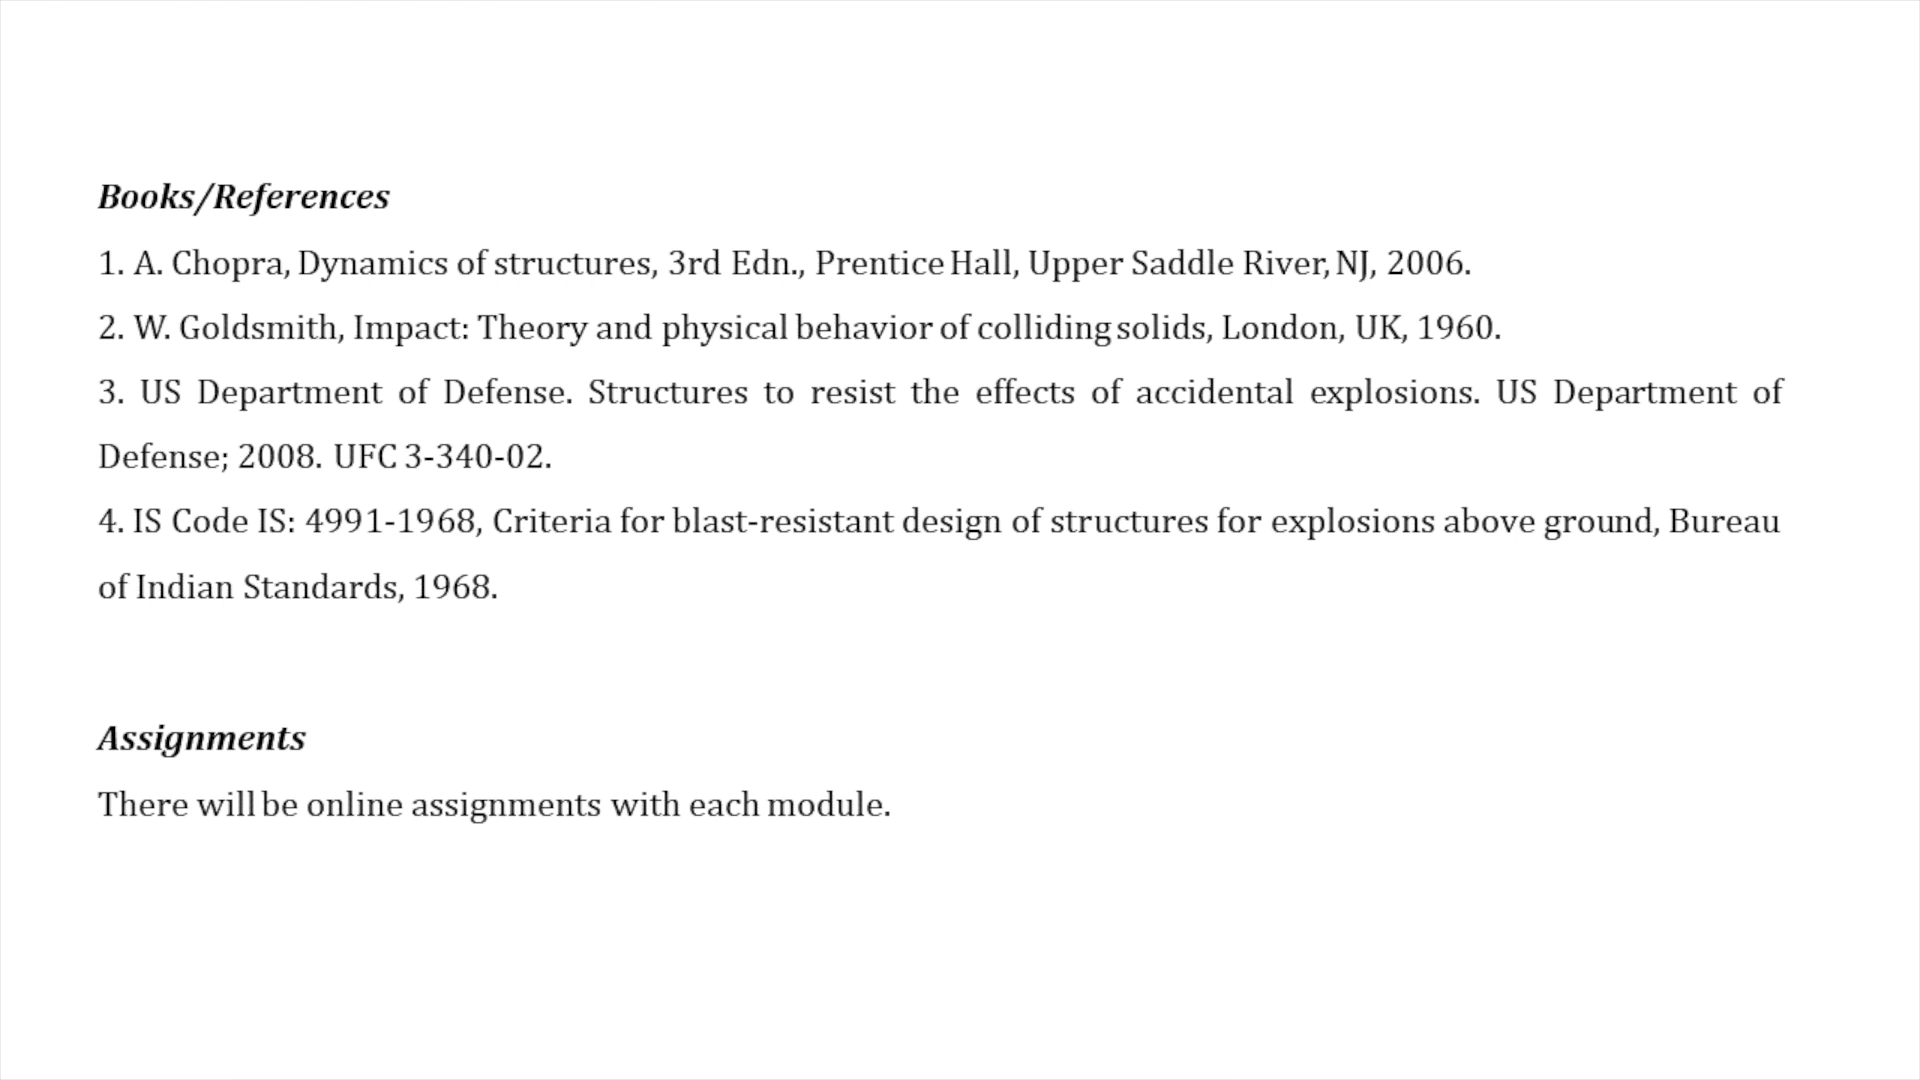 Books/References
1. A. Chopra, Dynamics of structures, 3rd Edn., Prentice Hall, Upper Saddle River, NJ, 2006.
2. W. Goldsmith, Impact: Theory and physical behavior of colliding solids, London, UK, 1960.
3. US Department of Defense. Structures to resist the effects of accidental explosions. US Department of
Defense; 2008. UFC 3-340-02.
4. IS Code IS: 4991-1968, Criteria for blast-resistant design of structures for explosions above ground, Bureau
of Indian Standards, 1968.
Assignments
There will be online assignments with each module.